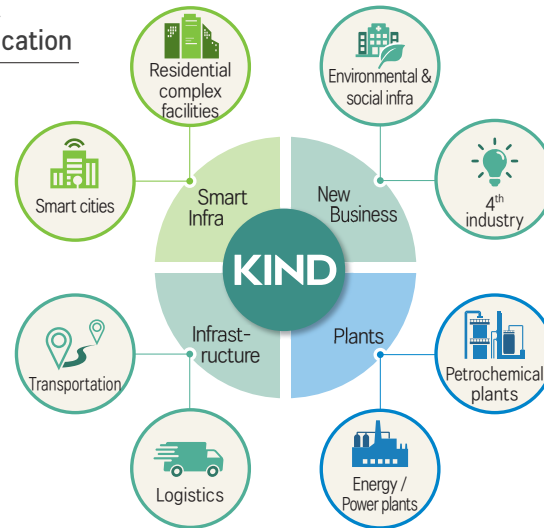 cation
Residential
complex
facilities
Environmental &
social infra
Smart cities
4th
industry
Smart
Infra
New
Business
KIND
Infrast-
ructure
Plants
Transportation
Petrochemical
plants
Logistics
Energy /
Power plants